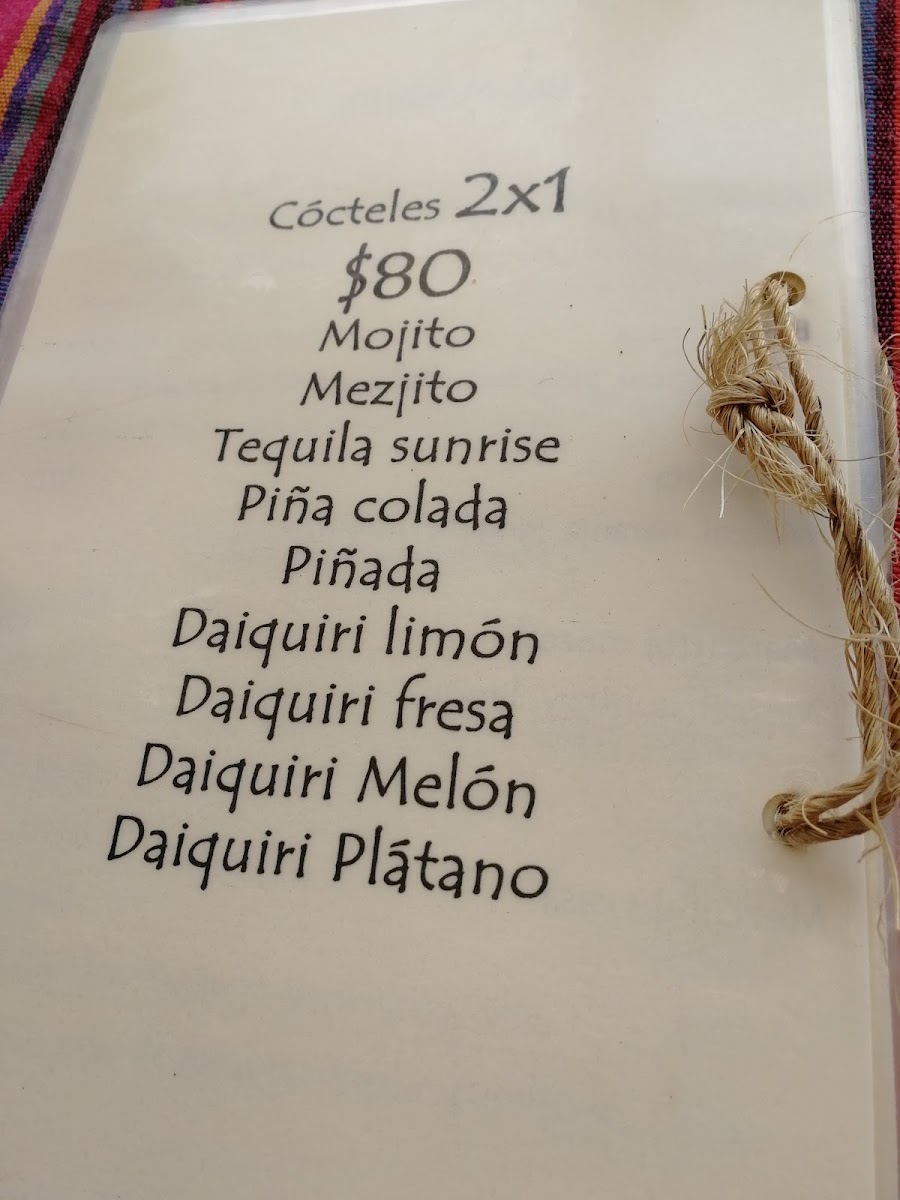 Cócteles 2x1
$80
Mojito
Mezjito
Tequila sunrise
Piña colada
Piñada
Daiquiri limón
Daiquiri fresa
Daiquiri Melón
Daiquiri Plátano